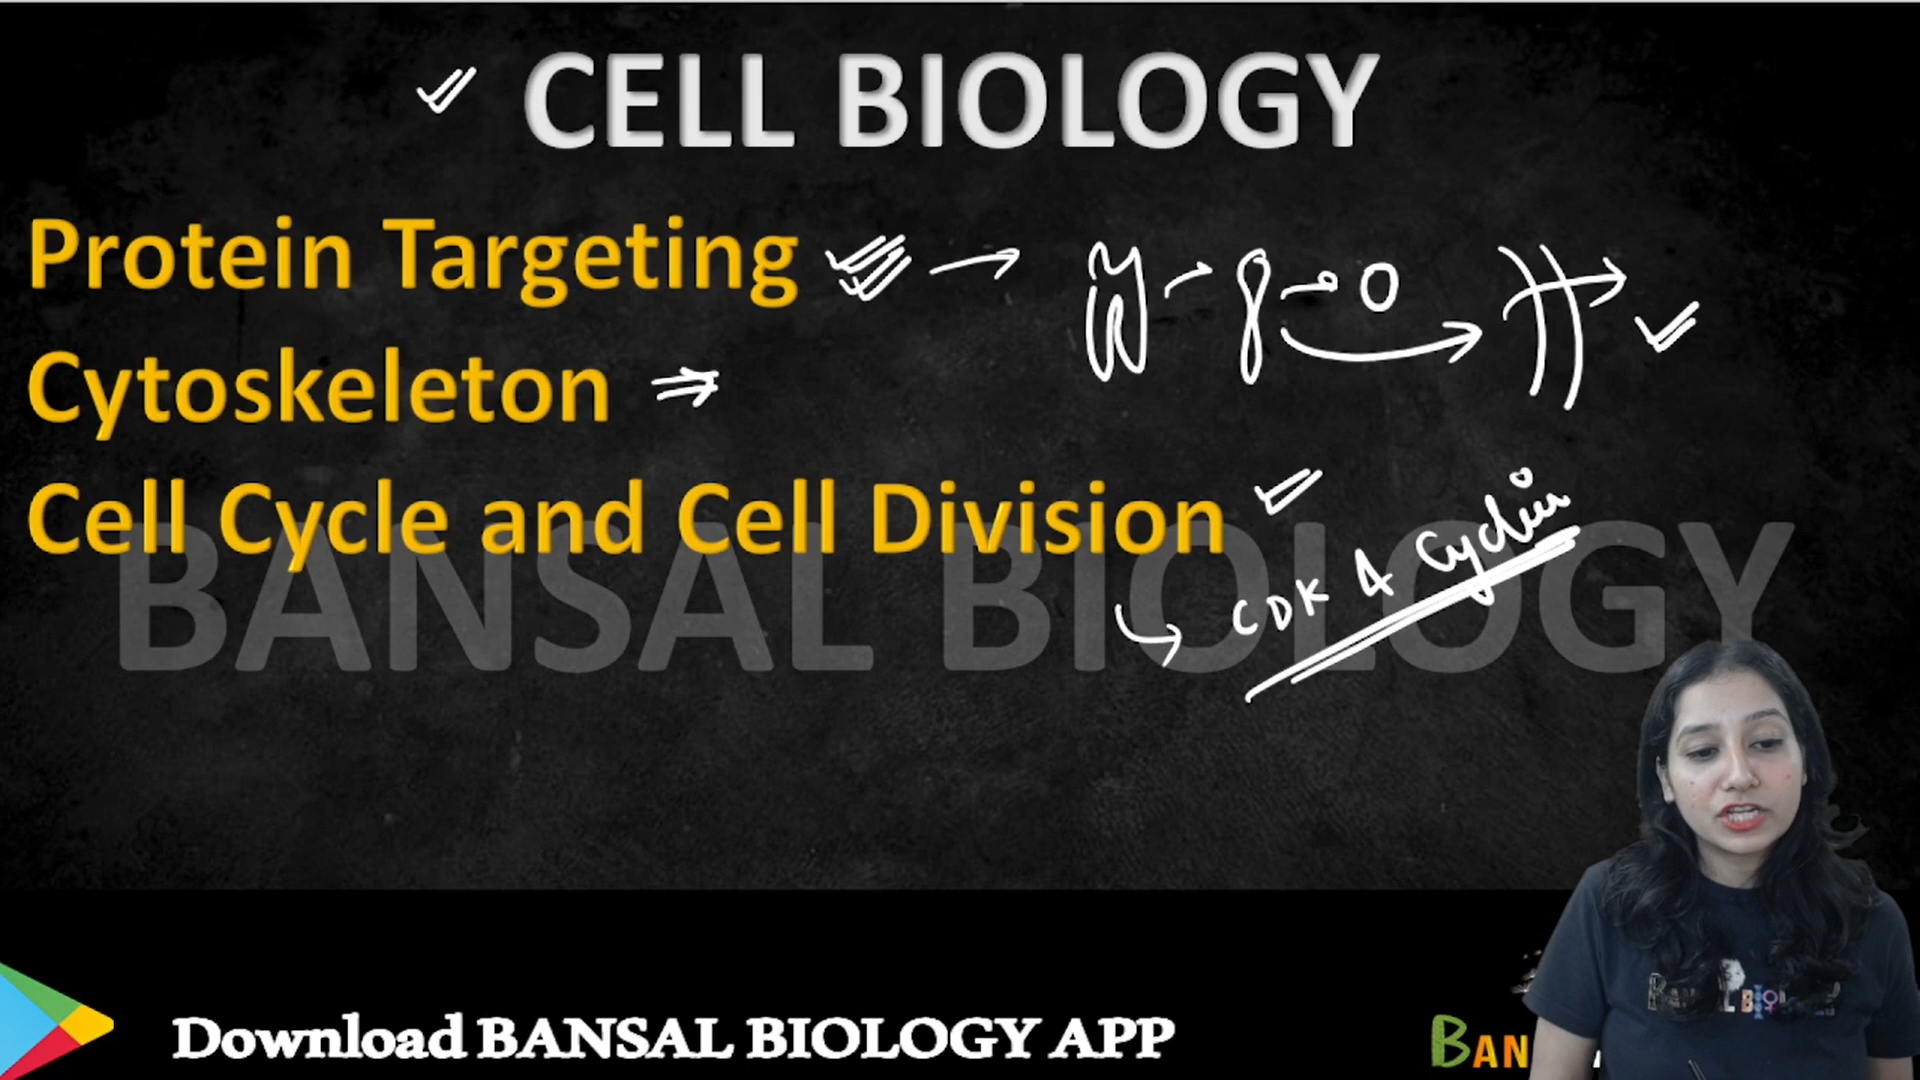 CELL BIOLOGY
Protein Targeting
Cytoskeleton
Cell Cycle and Cell Division
CDK & Cyclin
BANSAL BIOLOGY
Download BANSAL BIOLOGY APP
BAN